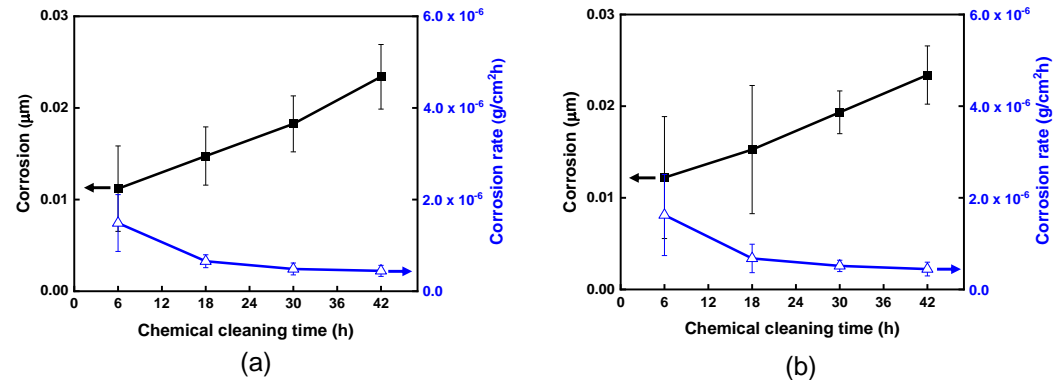 6.0 x 10⁻⁶
4.0 x 10⁻⁶
2.0 x 10⁻⁶
0.0
Corrosion rate (g/cm²h)
0.03
0.02
0.01
0.00
Corrosion (μm)
0 6 12 18 24 30 36 42
Chemical cleaning time (h)
(a)
6.0 x 10⁻⁶
4.0 x 10⁻⁶
2.0 x 10⁻⁶
0.0
Corrosion rate (g/cm²h)
0.03
0.02
0.01
0.00
Corrosion (μm)
0 6 12 18 24 30 36 42
Chemical cleaning time (h)
(b)